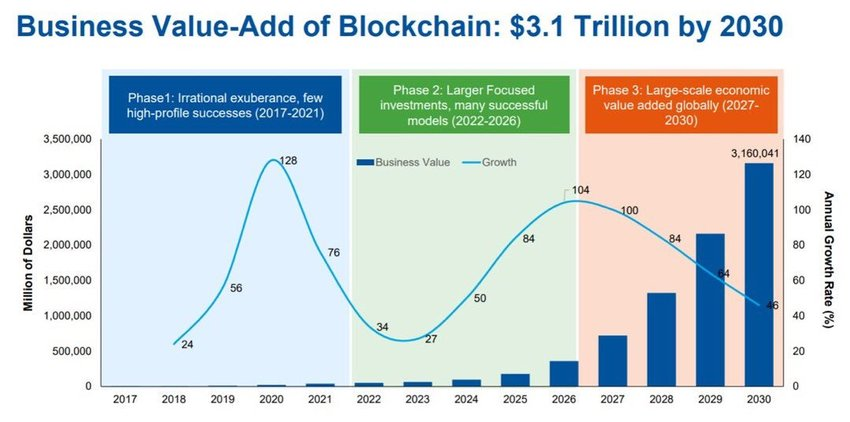 Business Value-Add of Blockchain: $3.1 Trillion by 2030
Phase1: Irrational exuberance, few
high-profile successes (2017-2021)
Phase 2: Larger Focused
investments, many successful
models (2022-2026)
Phase 3: Large-scale economic
value added globally (2027-
2030)
Business Value
Growth
Million of Dollars
3,500,000
3,000,000
2,500,000
2,000,000
1,500,000
1,000,000
500,000
0
24
56
128
76
34
27
50
84
104
100
84
64
46
3,160,041
140
120
100
80
60
40
20
0
Annual Growth Rate (%)
2017 2018 2019 2020 2021 2022 2023 2024 2025 2026 2027 2028 2029 2030